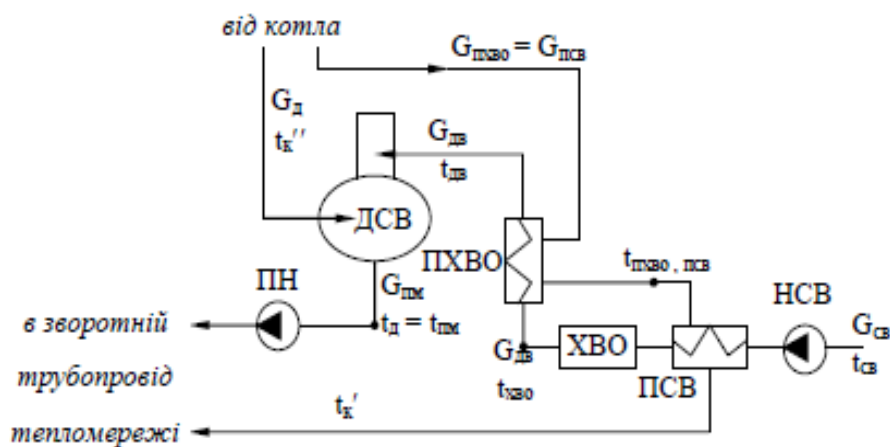 від котла
Gпхво = Gпсв
Gд
tк′′
Gдв
tдв
ДСВ
ПХВО
tпхво , псв
ПН
Gпм
НСВ
в зворотній
tд = tпм
Gдв
ХВО
Gсв
tсв
трубопровід
tхво
ПСВ
tк′
тепломережі